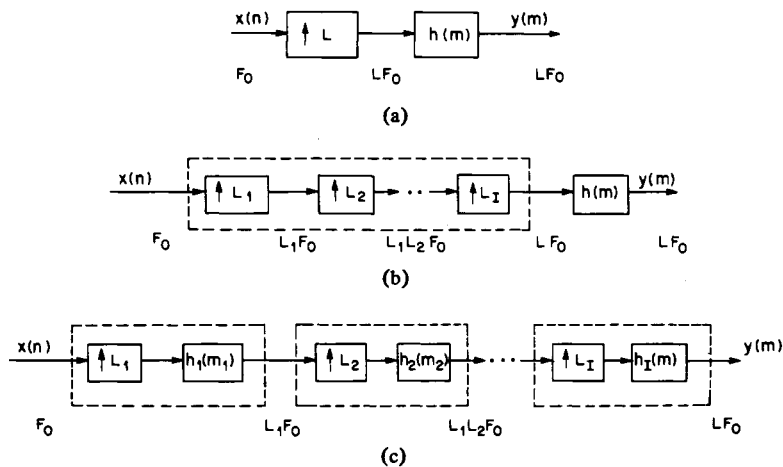 x(n) ↑ L h(m) y(m)
F₀ LF₀ LF₀
(a)
x(n) ↑ L₁ ↑ L₂ ·· ↑ L_I h(m) y(m)
F₀ L₁F₀ L₁L₂F₀ LF₀ LF₀
(b)
x(n) ↑ L₁ h₁(m₁) ↑ L₂ h₂(m₂) ···· ↑ L_I h_I(m) y(m)
F₀ L₁F₀ L₁L₂F₀ LF₀
(c)